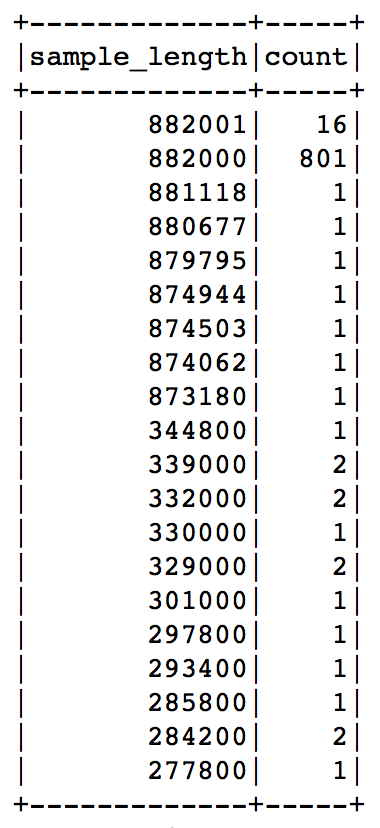 +-------------+-----+
|sample_length|count|
+-------------+-----+
|       882001|   16|
|       882000|  801|
|       881118|    1|
|       880677|    1|
|       879795|    1|
|       874944|    1|
|       874503|    1|
|       874062|    1|
|       873180|    1|
|       344800|    1|
|       339000|    2|
|       332000|    2|
|       330000|    1|
|       329000|    2|
|       301000|    1|
|       297800|    1|
|       293400|    1|
|       285800|    1|
|       284200|    2|
|       277800|    1|
+-------------+-----+